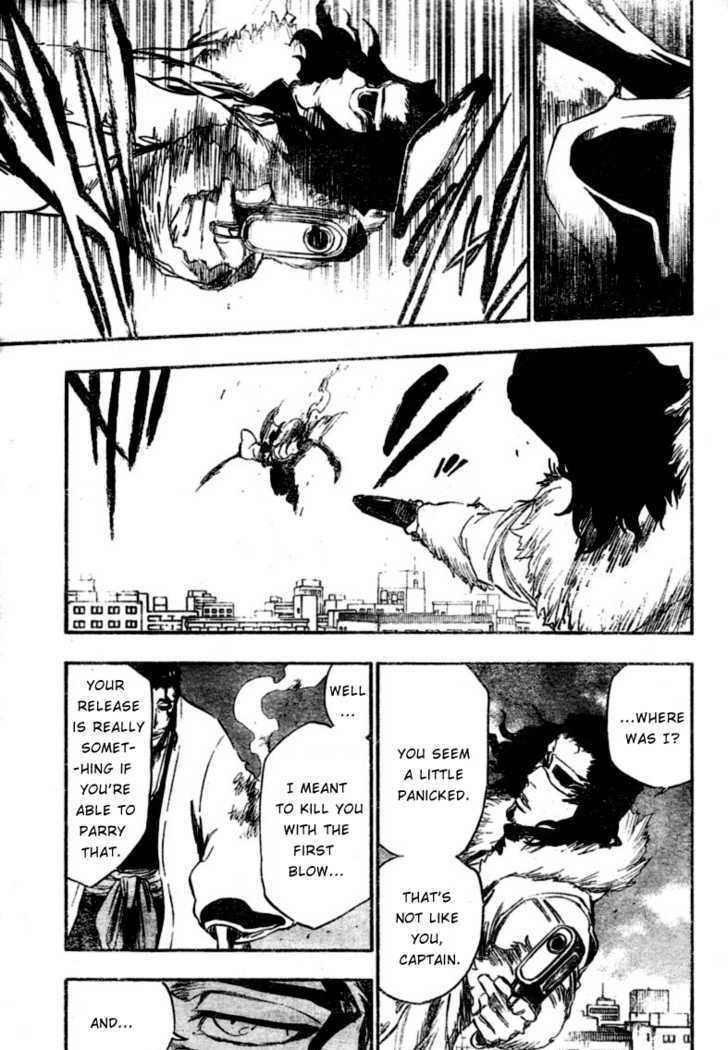 ...WHERE
WAS I?
YOU SEEM
A LITTLE
PANICKED.
THAT'S
NOT LIKE
YOU,
CAPTAIN.
WELL
...
I MEANT
TO KILL YOU
WITH THE
FIRST
BLOW...
YOUR
RELEASE
IS REALLY
SOMET-
-HING IF
YOU'RE
ABLE TO
PARRY
THAT.
AND...